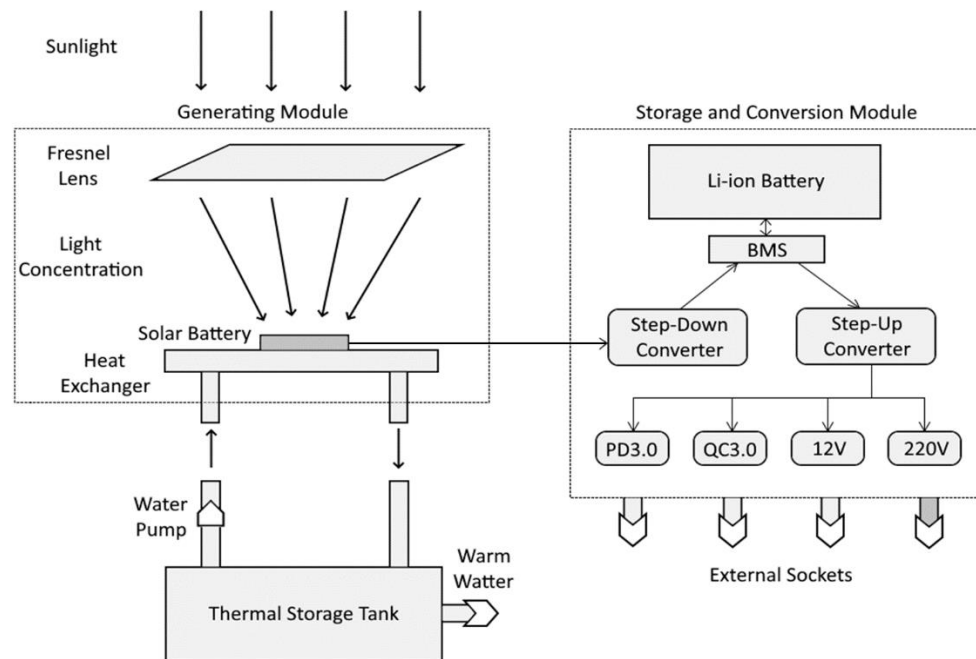 Sunlight
Generating Module
Fresnel
Lens
Light
Concentration
Solar Battery
Heat
Exchanger
Water
Pump
Warm
Watter
Thermal Storage Tank
Storage and Conversion Module
Li-ion Battery
BMS
Step-Down
Converter
Step-Up
Converter
PD3.0
QC3.0
12V
220V
External Sockets